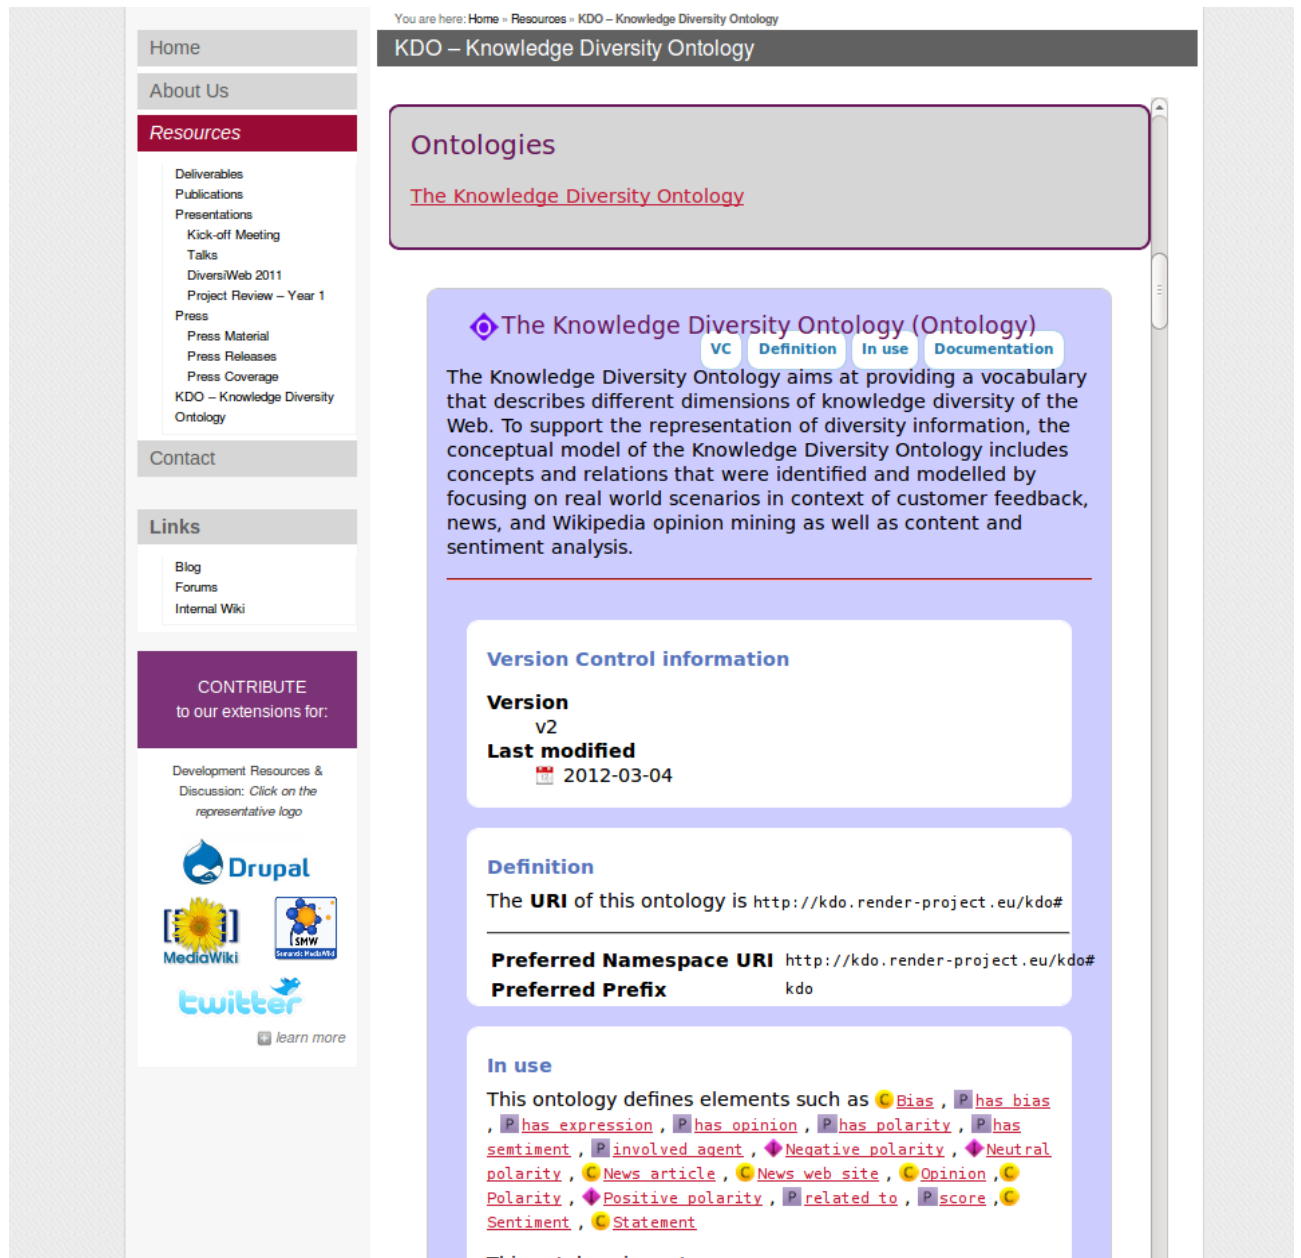 You are here: Home » Resources » KDO – Knowledge Diversity Ontology
KDO – Knowledge Diversity Ontology
Home
About Us
Resources
Deliverables
Publications
Presentations
Kick-off Meeting
Talks
DiversiWeb 2011
Project Review – Year 1
Press
Press Material
Press Releases
Press Coverage
KDO – Knowledge Diversity
Ontology
Contact
Links
Blog
Forums
Internal Wiki
CONTRIBUTE
to our extensions for:
Development Resources &
Discussion: Click on the
representative logo
Drupal
MediaWiki
SMW
Semantic MediaWiki
twitter
learn more
Ontologies
The Knowledge Diversity Ontology
The Knowledge Diversity Ontology (Ontology)
VC Definition In use Documentation
The Knowledge Diversity Ontology aims at providing a vocabulary
that describes different dimensions of knowledge diversity of the
Web. To support the representation of diversity information, the
conceptual model of the Knowledge Diversity Ontology includes
concepts and relations that were identified and modelled by
focusing on real world scenarios in context of customer feedback,
news, and Wikipedia opinion mining as well as content and
sentiment analysis.
Version Control information
Version
v2
Last modified
2012-03-04
Definition
The URI of this ontology is http://kdo.render-project.eu/kdo#
Preferred Namespace URI http://kdo.render-project.eu/kdo#
Preferred Prefix kdo
In use
This ontology defines elements such as C Bias , P has bias
, P has expression , P has opinion , P has polarity , P has
semtiment , P involved agent , I Negative polarity , I Neutral
polarity , C News article , C News web site , C Opinion , C
Polarity , I Positive polarity , P related to , P score , C
Sentiment , C Statement